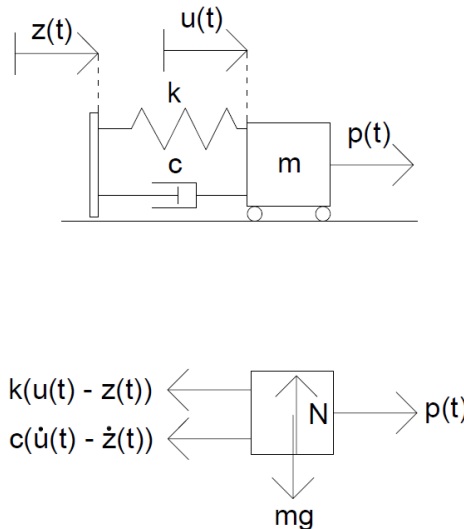 z(t)
u(t)
k
p(t)
c
m
k(u(t) - z(t))
N
p(t)
c(u̇(t) - ż(t))
mg